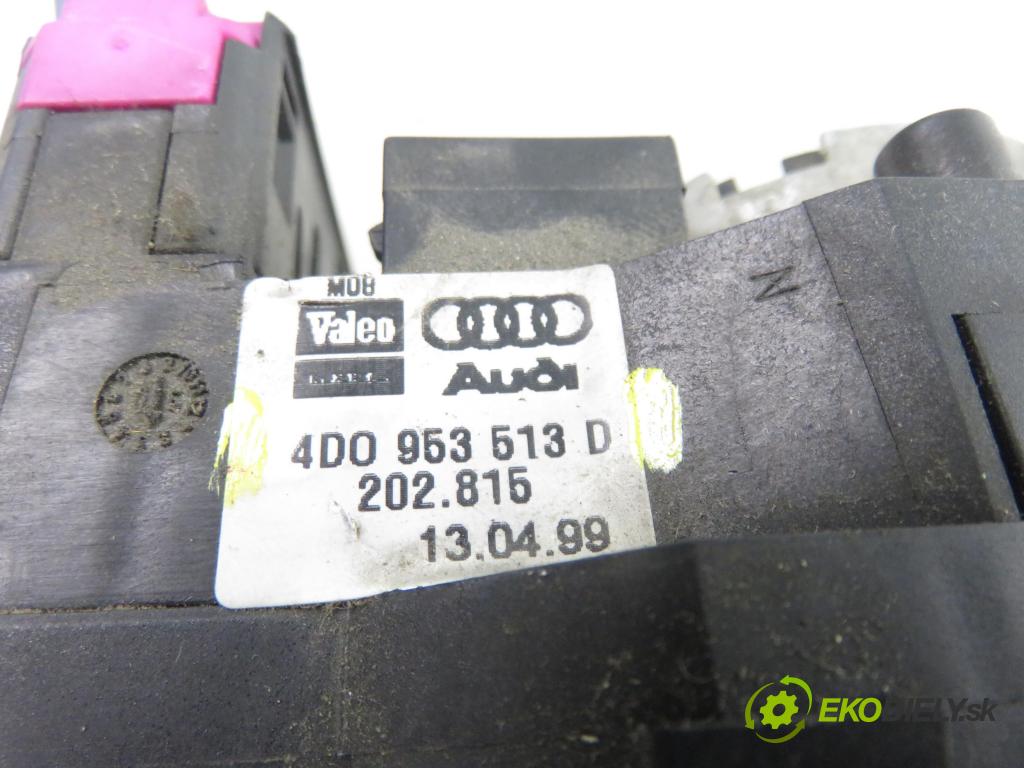 M08
Valeo
Audi
4D0 953 513 D
202.815
13.04.99
N
EKODIELY.sk